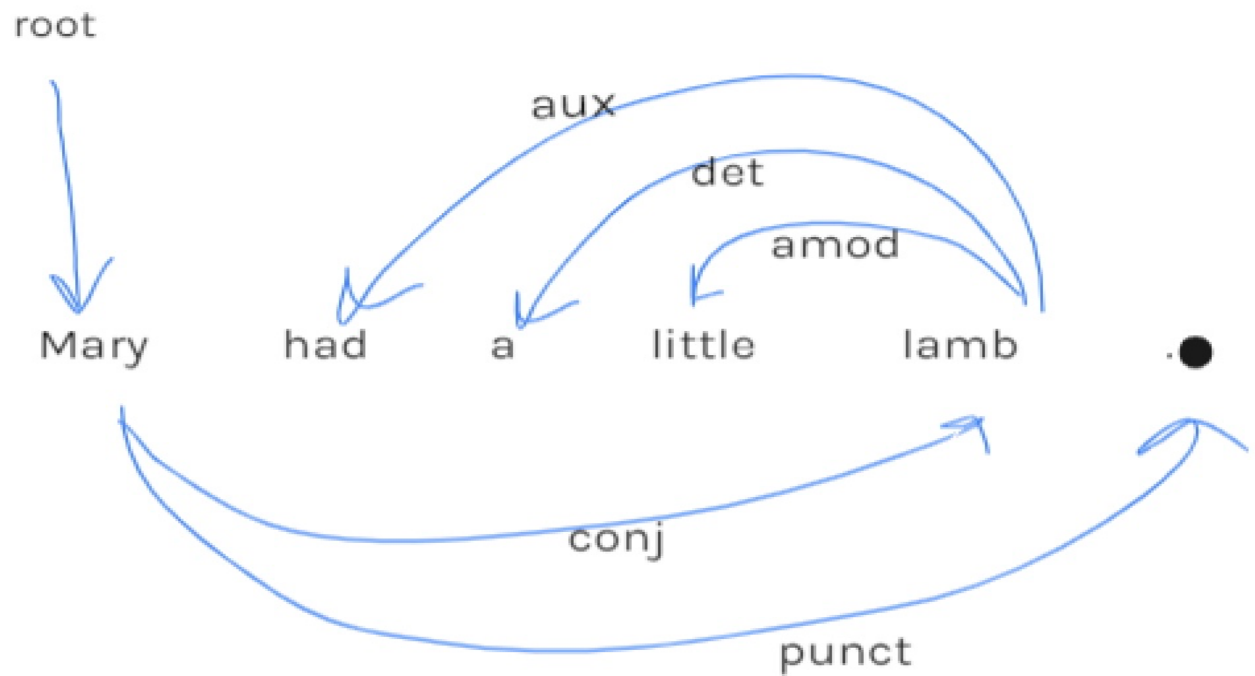 root
aux
det
amod
Mary had a little lamb .
conj
punct